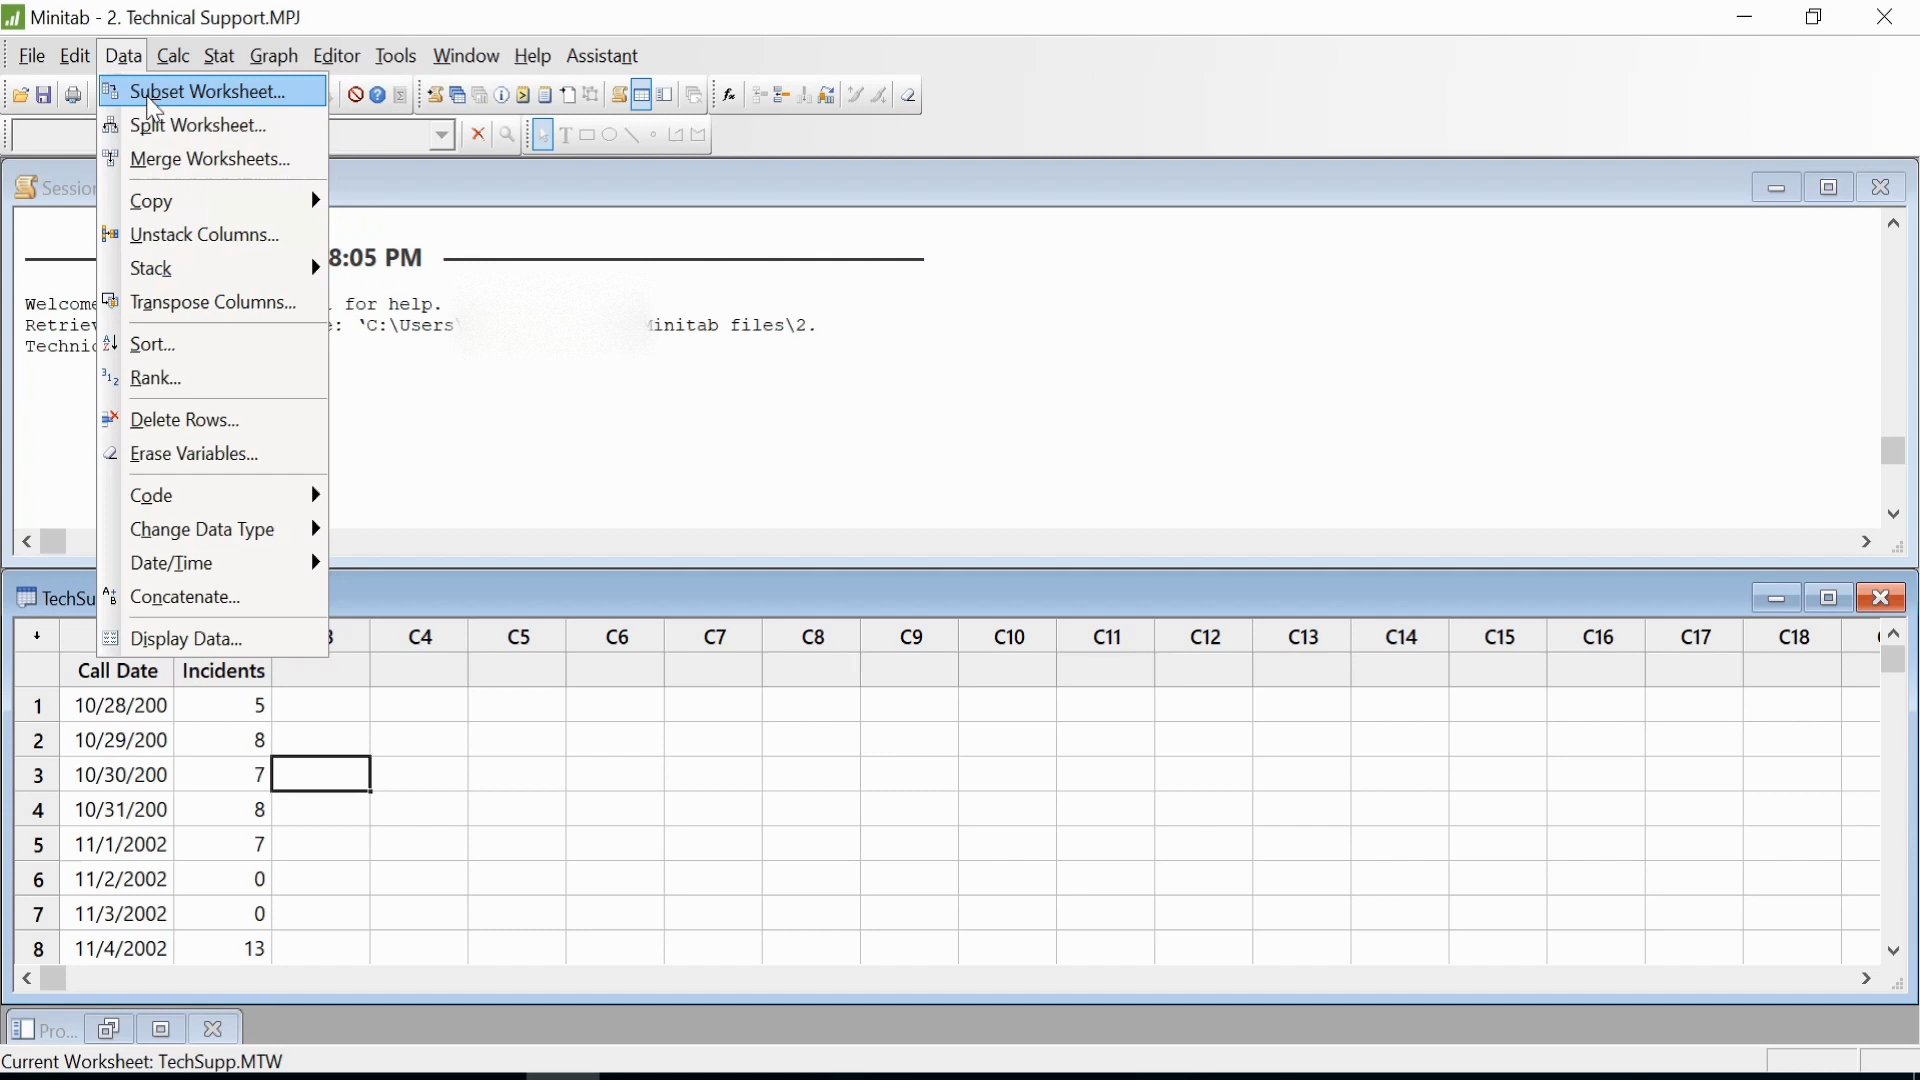 Minitab - 2. Technical Support.MPJ
File Edit Data Calc Stat Graph Editor Tools Window Help Assistant
Subset Worksheet...
Split Worksheet...
Merge Worksheets...
Copy
Unstack Columns...
Stack
Transpose Columns...
Sort...
Rank...
Delete Rows...
Erase Variables...
Code
Change Data Type
Date/Time
Concatenate...
Display Data...
Session
8:05 PM
Welcome for help.
Retriev : 'C:\Users\ Minitab files\2.
Technic
TechSu
C4 C5 C6 C7 C8 C9 C10 C11 C12 C13 C14 C15 C16 C17 C18
Call Date Incidents
1 10/28/200 5
2 10/29/200 8
3 10/30/200 7
4 10/31/200 8
5 11/1/2002 7
6 11/2/2002 0
7 11/3/2002 0
8 11/4/2002 13
Pro...
Current Worksheet: TechSupp.MTW